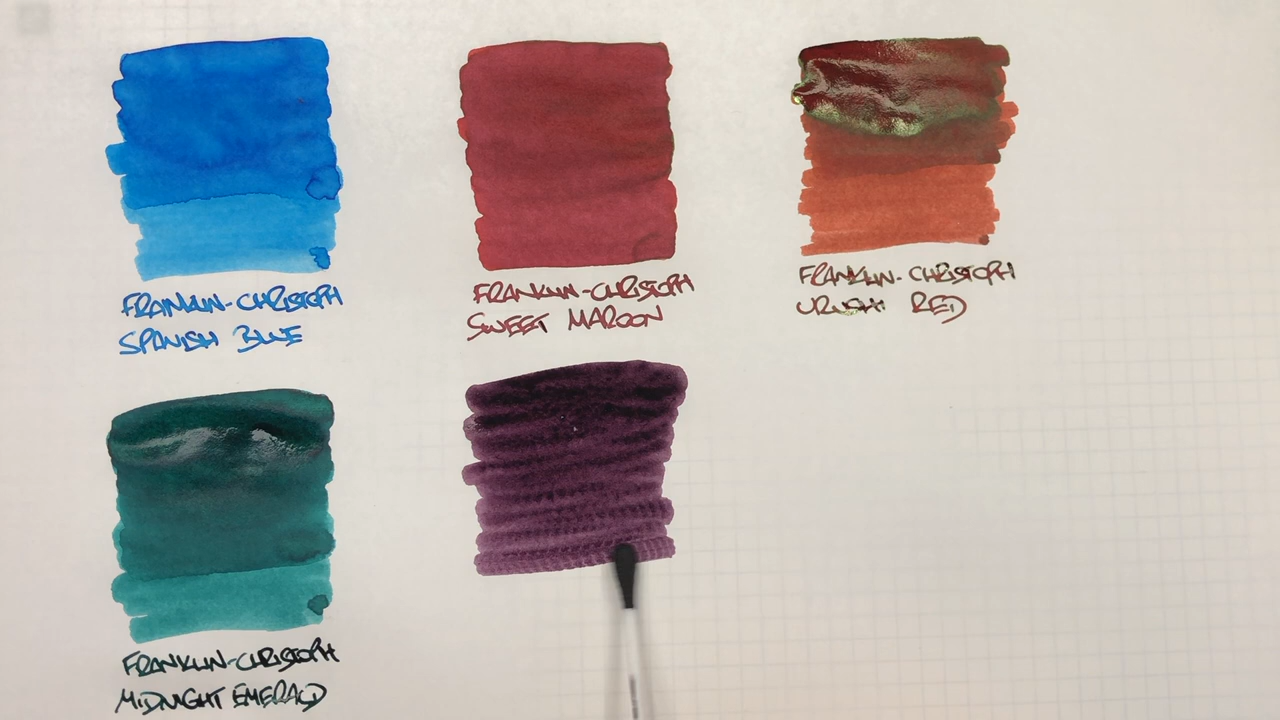 FRANKLIN-CHRISTOPH
SPANISH BLUE
FRANKLIN-CHRISTOPH
SWEET MAROON
FRANKLIN-CHRISTOPH
URUSHI RED
FRANKLIN-CHRISTOPH
MIDNIGHT EMERALD